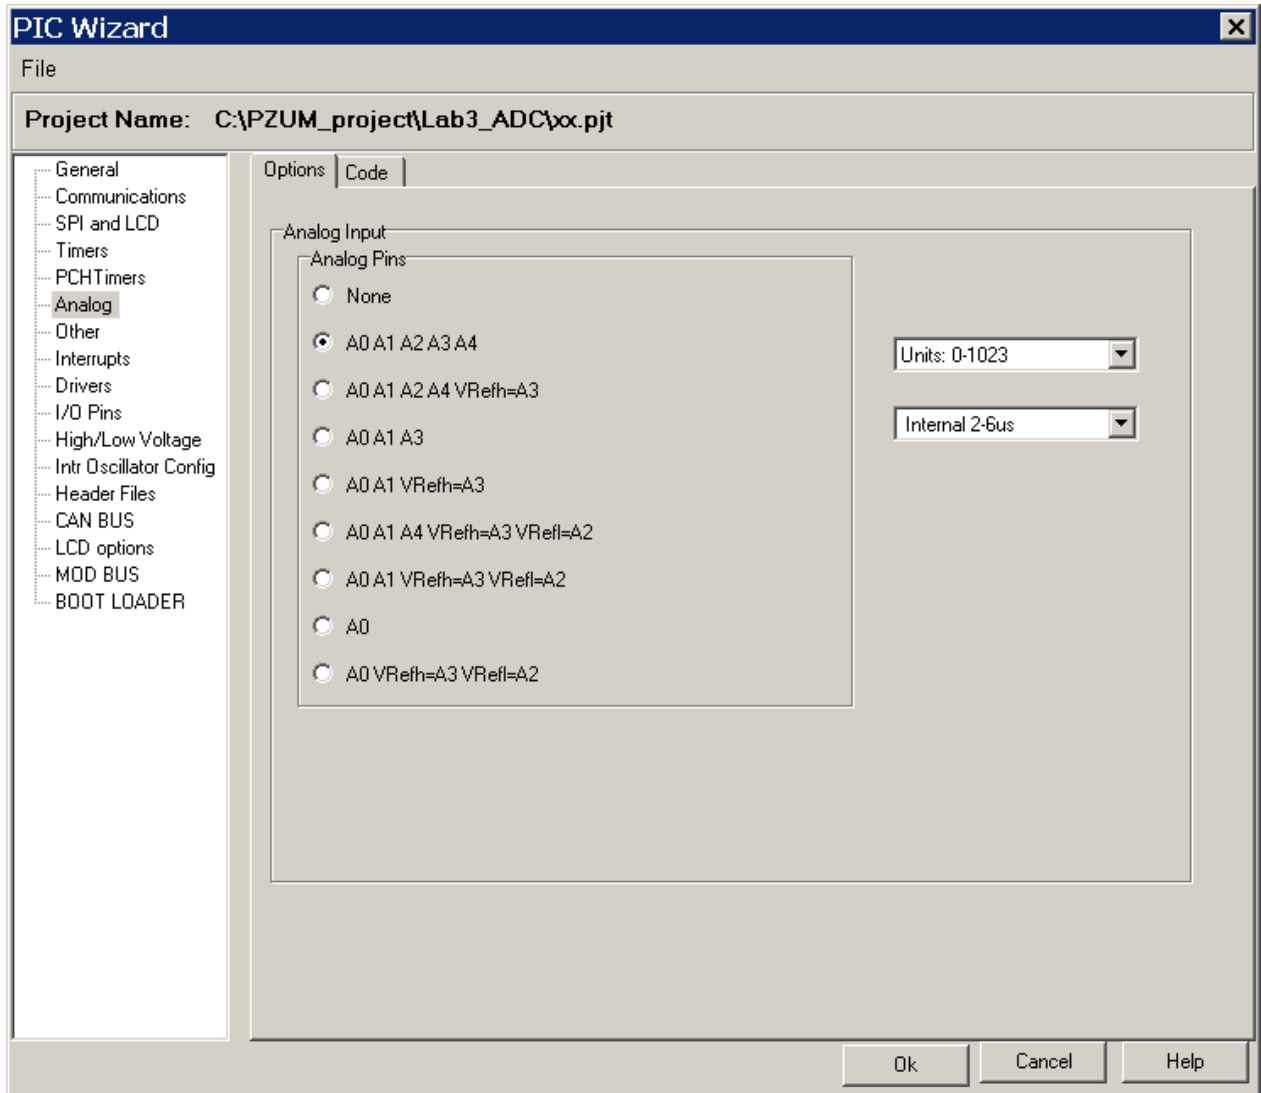 PIC Wizard
File
Project Name: C:\PZUM_project\Lab3_ADC\xx.pjt
General
Communications
SPI and LCD
Timers
PCHTimers
Analog
Other
Interrupts
Drivers
I/O Pins
High/Low Voltage
Intr Oscillator Config
Header Files
CAN BUS
LCD options
MOD BUS
BOOT LOADER
Options Code
Analog Input
Analog Pins
None
A0 A1 A2 A3 A4
A0 A1 A2 A4 VRefh=A3
A0 A1 A3
A0 A1 VRefh=A3
A0 A1 A4 VRefh=A3 VRefl=A2
A0 A1 VRefh=A3 VRefl=A2
A0
A0 VRefh=A3 VRefl=A2
Units: 0-1023
Internal 2-6us
Ok Cancel Help